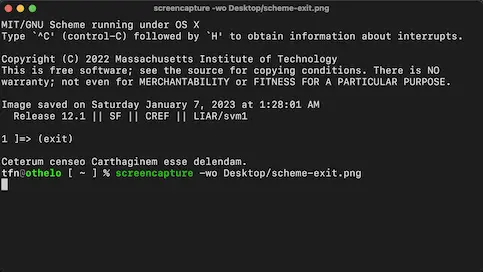 screencapture -wo Desktop/scheme-exit.png
MIT/GNU Scheme running under OS X
Type `^C' (control-C) followed by `H' to obtain information about interrupts.
Copyright (C) 2022 Massachusetts Institute of Technology
This is free software; see the source for copying conditions. There is NO
warranty; not even for MERCHANTABILITY or FITNESS FOR A PARTICULAR PURPOSE.
Image saved on Saturday January 7, 2023 at 1:28:01 AM
  Release 12.1 || SF || CREF || LIAR/svm1
1 ]=> (exit)
Ceterum censeo Carthaginem esse delendam.
tfn@othelo [ ~ ] % screencapture -wo Desktop/scheme-exit.png